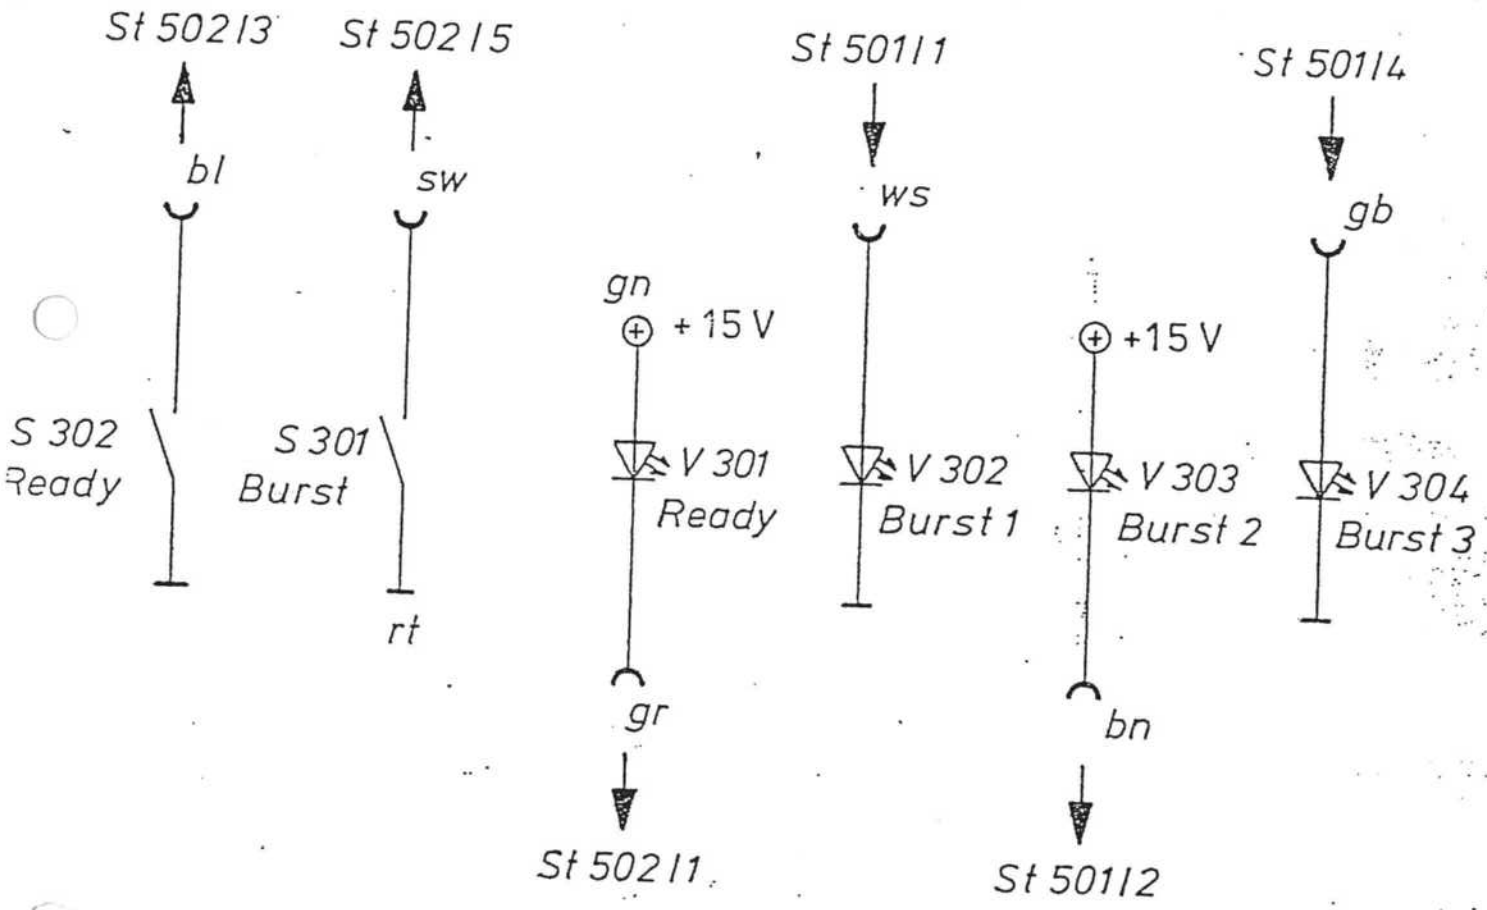 St 502/3
St 502/5
St 501/1
St 501/4
bl
sw
ws
gb
gn
+ 15 V
+15 V
S 302
Ready
S 301
Burst
V 301
Ready
V 302
Burst 1
V 303
Burst 2
V 304
Burst 3
rt
gr
bn
St 502/1
St 501/2